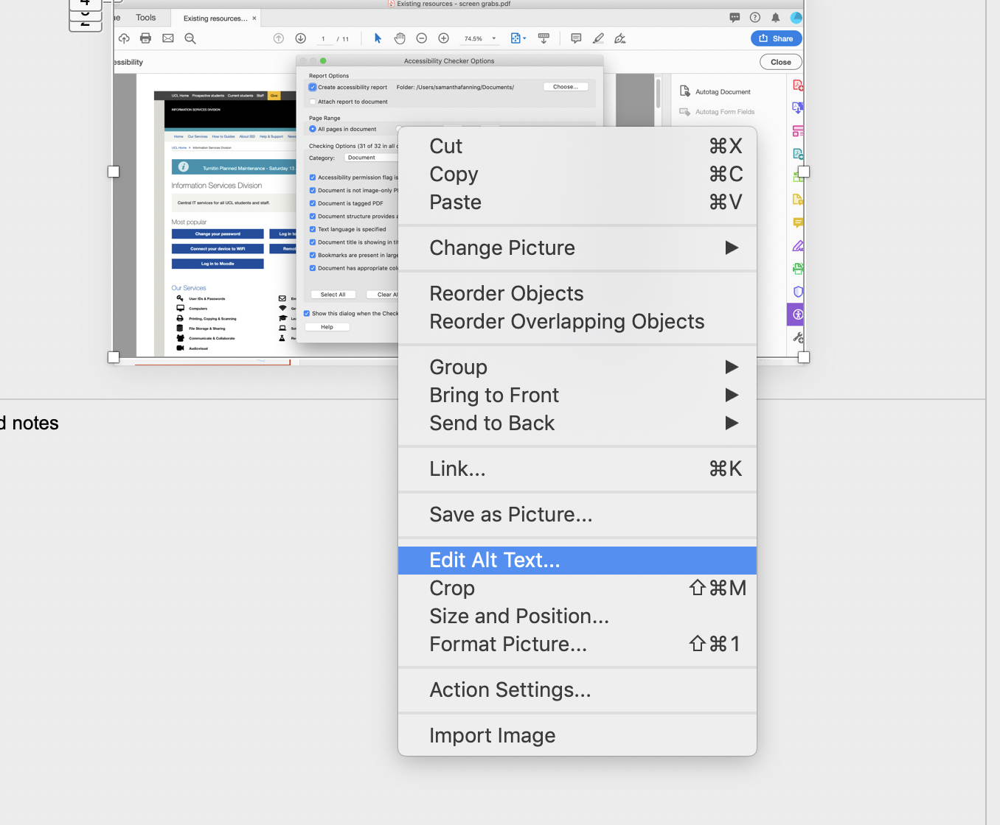 Existing resources - screen grabs.pdf
Tools
Existing resources... ×
1 / 11
74.5%
Share
Close
Accessibility Checker Options
Report Options
Create accessibility report Folder: /Users/samanthafanning/Documents/ Choose...
Attach report to document
Page Range
All pages in document
Checking Options (31 of 32 in all
Category: Document
Accessibility permission flag is
Document is not image-only
Document is tagged PDF
Document structure provides
Text language is specified
Document title is showing in
Bookmarks are present in large
Document has appropriate
Select All Clear
Show this dialog when the
Help
Autotag Document
Autotag Form Fields
UCL Home Prospective students Current students Staff Give
INFORMATION SERVICES DIVISION
Home Our Services How to Guides About ISD Help & Support News
UCL Home > Information Services Division
Turnitin Planned Maintenance - Saturday 13
Information Services Division
Central IT services for all UCL students and staff.
Most popular
Change your password Log in
Connect your device to WiFi
Log in to Moodle
Our Services
User IDs & Passwords
Computers
Printing, Copying & Scanning
File Storage & Sharing
Communicate & Collaborate
Audiovisual
notes
Cut ⌘X
Copy ⌘C
Paste ⌘V
Change Picture
Reorder Objects
Reorder Overlapping Objects
Group
Bring to Front
Send to Back
Link... ⌘K
Save as Picture...
Edit Alt Text...
Crop ⇧⌘M
Size and Position...
Format Picture... ⇧⌘1
Action Settings...
Import Image